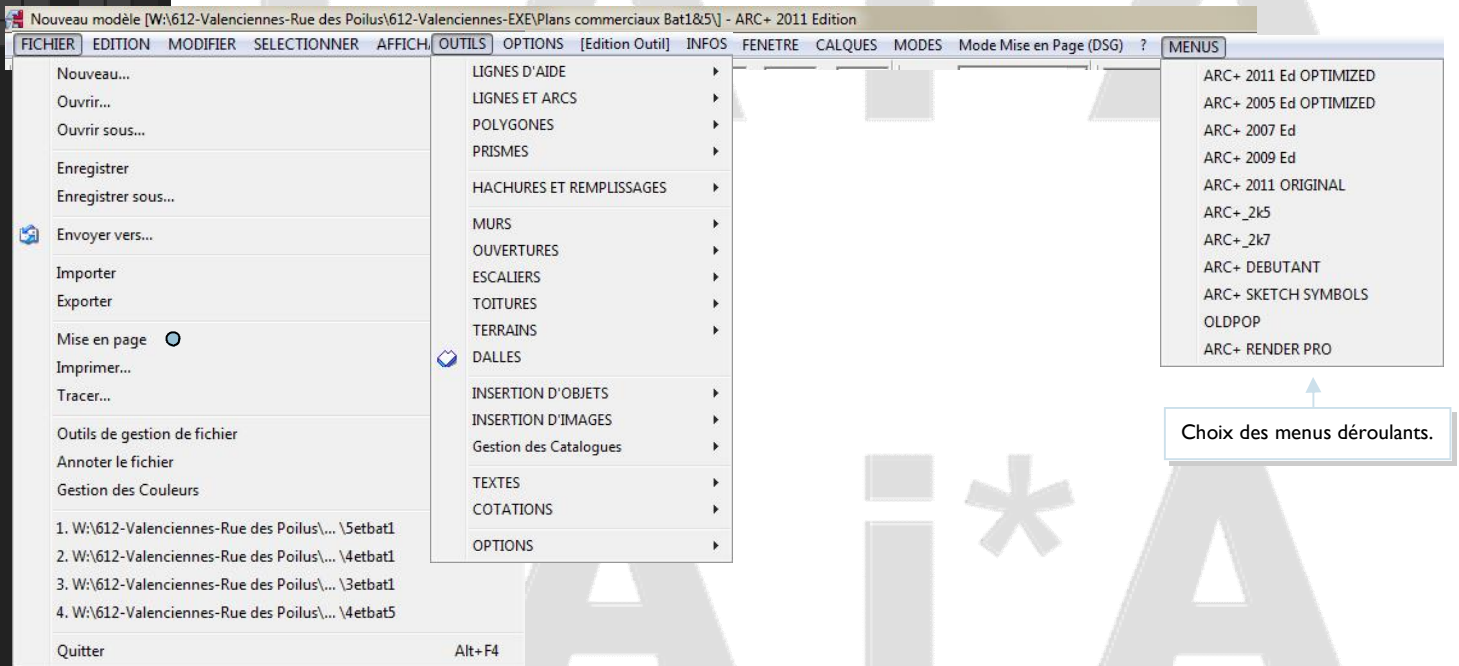 Nouveau modèle [W:\612-Valenciennes-Rue des Poilus\612-Valenciennes-EXE\Plans commerciaux Bat1&5\] - ARC+ 2011 Edition
FICHIER EDITION MODIFIER SELECTIONNER AFFICHA OUTILS OPTIONS [Edition Outil] INFOS FENETRE CALQUES MODES Mode Mise en Page (DSG) ? MENUS
Nouveau...
Ouvrir...
Ouvrir sous...
Enregistrer
Enregistrer sous...
Envoyer vers...
Importer
Exporter
Mise en page
Imprimer...
Tracer...
Outils de gestion de fichier
Annoter le fichier
Gestion des Couleurs
1. W:\612-Valenciennes-Rue des Poilus\... \5etbat1
2. W:\612-Valenciennes-Rue des Poilus\... \4etbat1
3. W:\612-Valenciennes-Rue des Poilus\... \3etbat1
4. W:\612-Valenciennes-Rue des Poilus\... \4etbat5
Quitter Alt+F4
LIGNES D'AIDE
LIGNES ET ARCS
POLYGONES
PRISMES
HACHURES ET REMPLISSAGES
MURS
OUVERTURES
ESCALIERS
TOITURES
TERRAINS
DALLES
INSERTION D'OBJETS
INSERTION D'IMAGES
Gestion des Catalogues
TEXTES
COTATIONS
OPTIONS
ARC+ 2011 Ed OPTIMIZED
ARC+ 2005 Ed OPTIMIZED
ARC+ 2007 Ed
ARC+ 2009 Ed
ARC+ 2011 ORIGINAL
ARC+_2k5
ARC+_2k7
ARC+ DEBUTANT
ARC+ SKETCH SYMBOLS
OLDPOP
ARC+ RENDER PRO
Choix des menus déroulants.
i*A